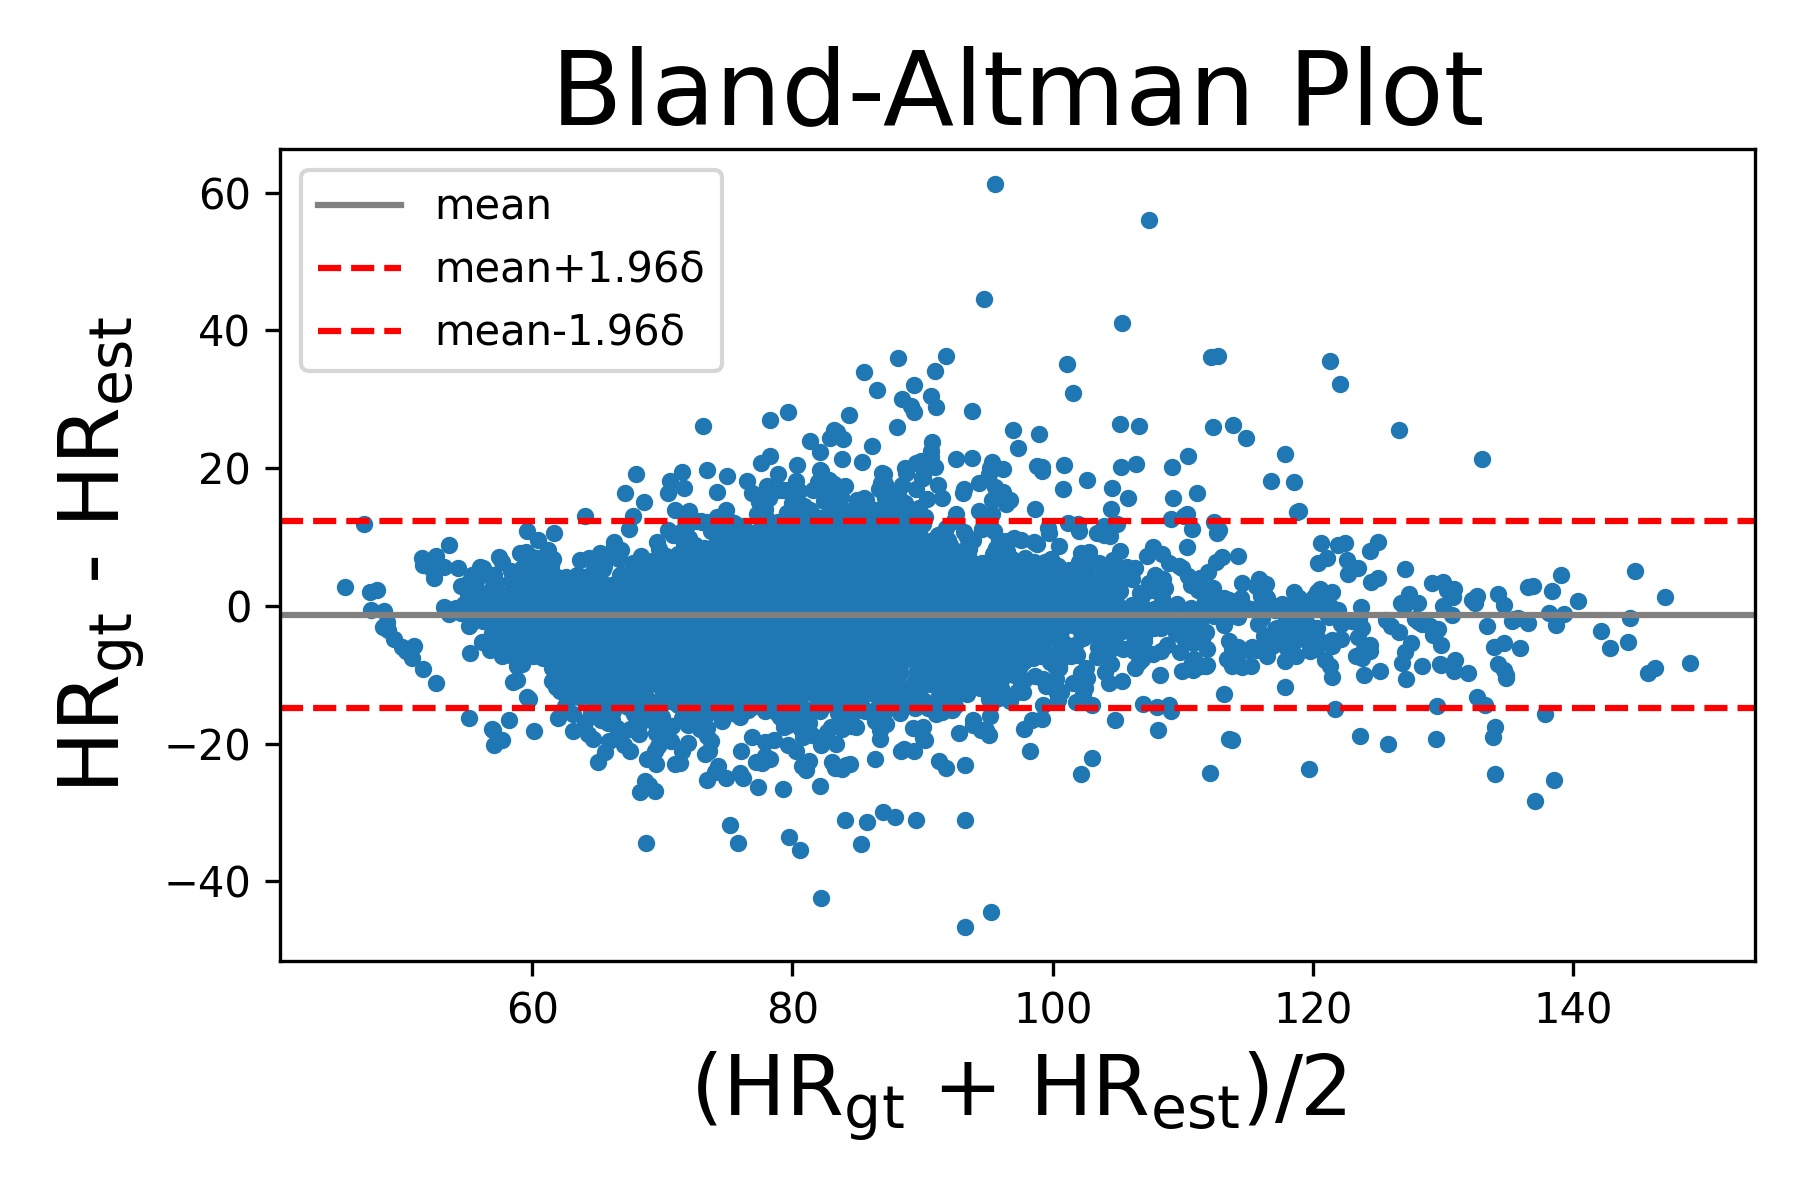 Bland-Altman Plot
mean
mean+1.96δ
mean-1.96δ
HRgt - HRest
60
40
20
0
−20
−40
60
80
100
120
140
(HRgt + HRest)/2